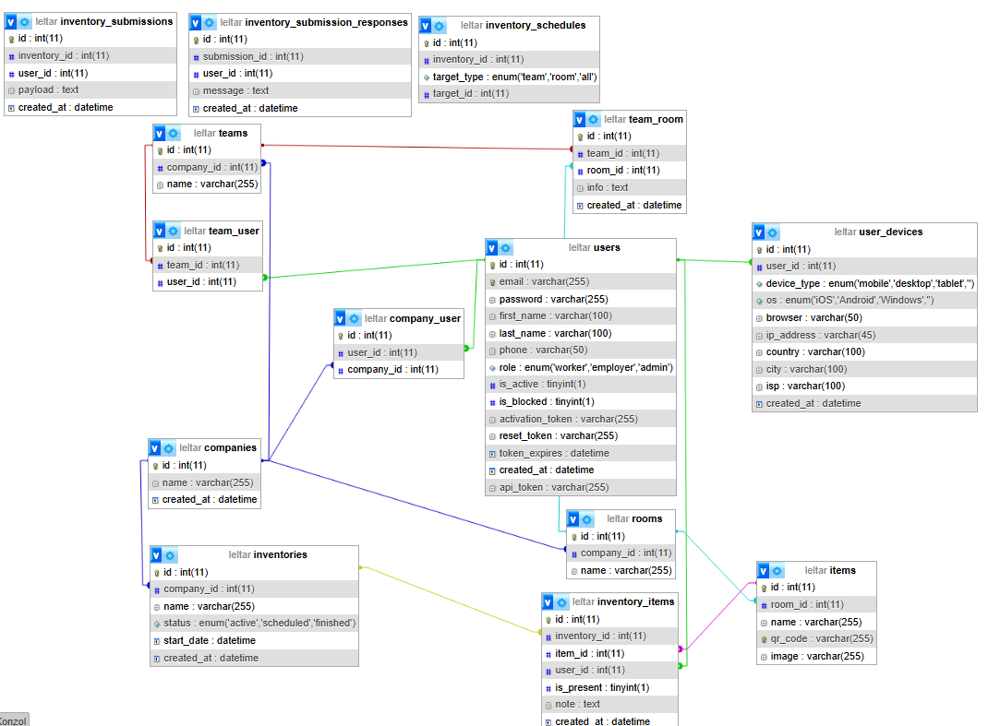 leltar inventory_submissions
id : int(11)
inventory_id : int(11)
user_id : int(11)
payload : text
created_at : datetime
leltar inventory_submission_responses
id : int(11)
submission_id : int(11)
user_id : int(11)
message : text
created_at : datetime
leltar inventory_schedules
id : int(11)
inventory_id : int(11)
target_type : enum('team','room','all')
target_id : int(11)
leltar teams
id : int(11)
company_id : int(11)
name : varchar(255)
leltar team_room
id : int(11)
team_id : int(11)
room_id : int(11)
info : text
created_at : datetime
leltar team_user
id : int(11)
team_id : int(11)
user_id : int(11)
leltar users
id : int(11)
email : varchar(255)
password : varchar(255)
first_name : varchar(100)
last_name : varchar(100)
phone : varchar(50)
role : enum('worker','employer','admin')
is_active : tinyint(1)
is_blocked : tinyint(1)
activation_token : varchar(255)
reset_token : varchar(255)
token_expires : datetime
created_at : datetime
api_token : varchar(255)
leltar user_devices
id : int(11)
user_id : int(11)
device_type : enum('mobile','desktop','tablet','')
os : enum('iOS','Android','Windows','')
browser : varchar(50)
ip_address : varchar(45)
country : varchar(100)
city : varchar(100)
isp : varchar(100)
created_at : datetime
leltar company_user
id : int(11)
user_id : int(11)
company_id : int(11)
leltar companies
id : int(11)
name : varchar(255)
created_at : datetime
leltar rooms
id : int(11)
company_id : int(11)
name : varchar(255)
leltar inventories
id : int(11)
company_id : int(11)
name : varchar(255)
status : enum('active','scheduled','finished')
start_date : datetime
created_at : datetime
leltar items
id : int(11)
room_id : int(11)
name : varchar(255)
qr_code : varchar(255)
image : varchar(255)
leltar inventory_items
id : int(11)
inventory_id : int(11)
item_id : int(11)
user_id : int(11)
is_present : tinyint(1)
note : text
created_at : datetime
Konzol